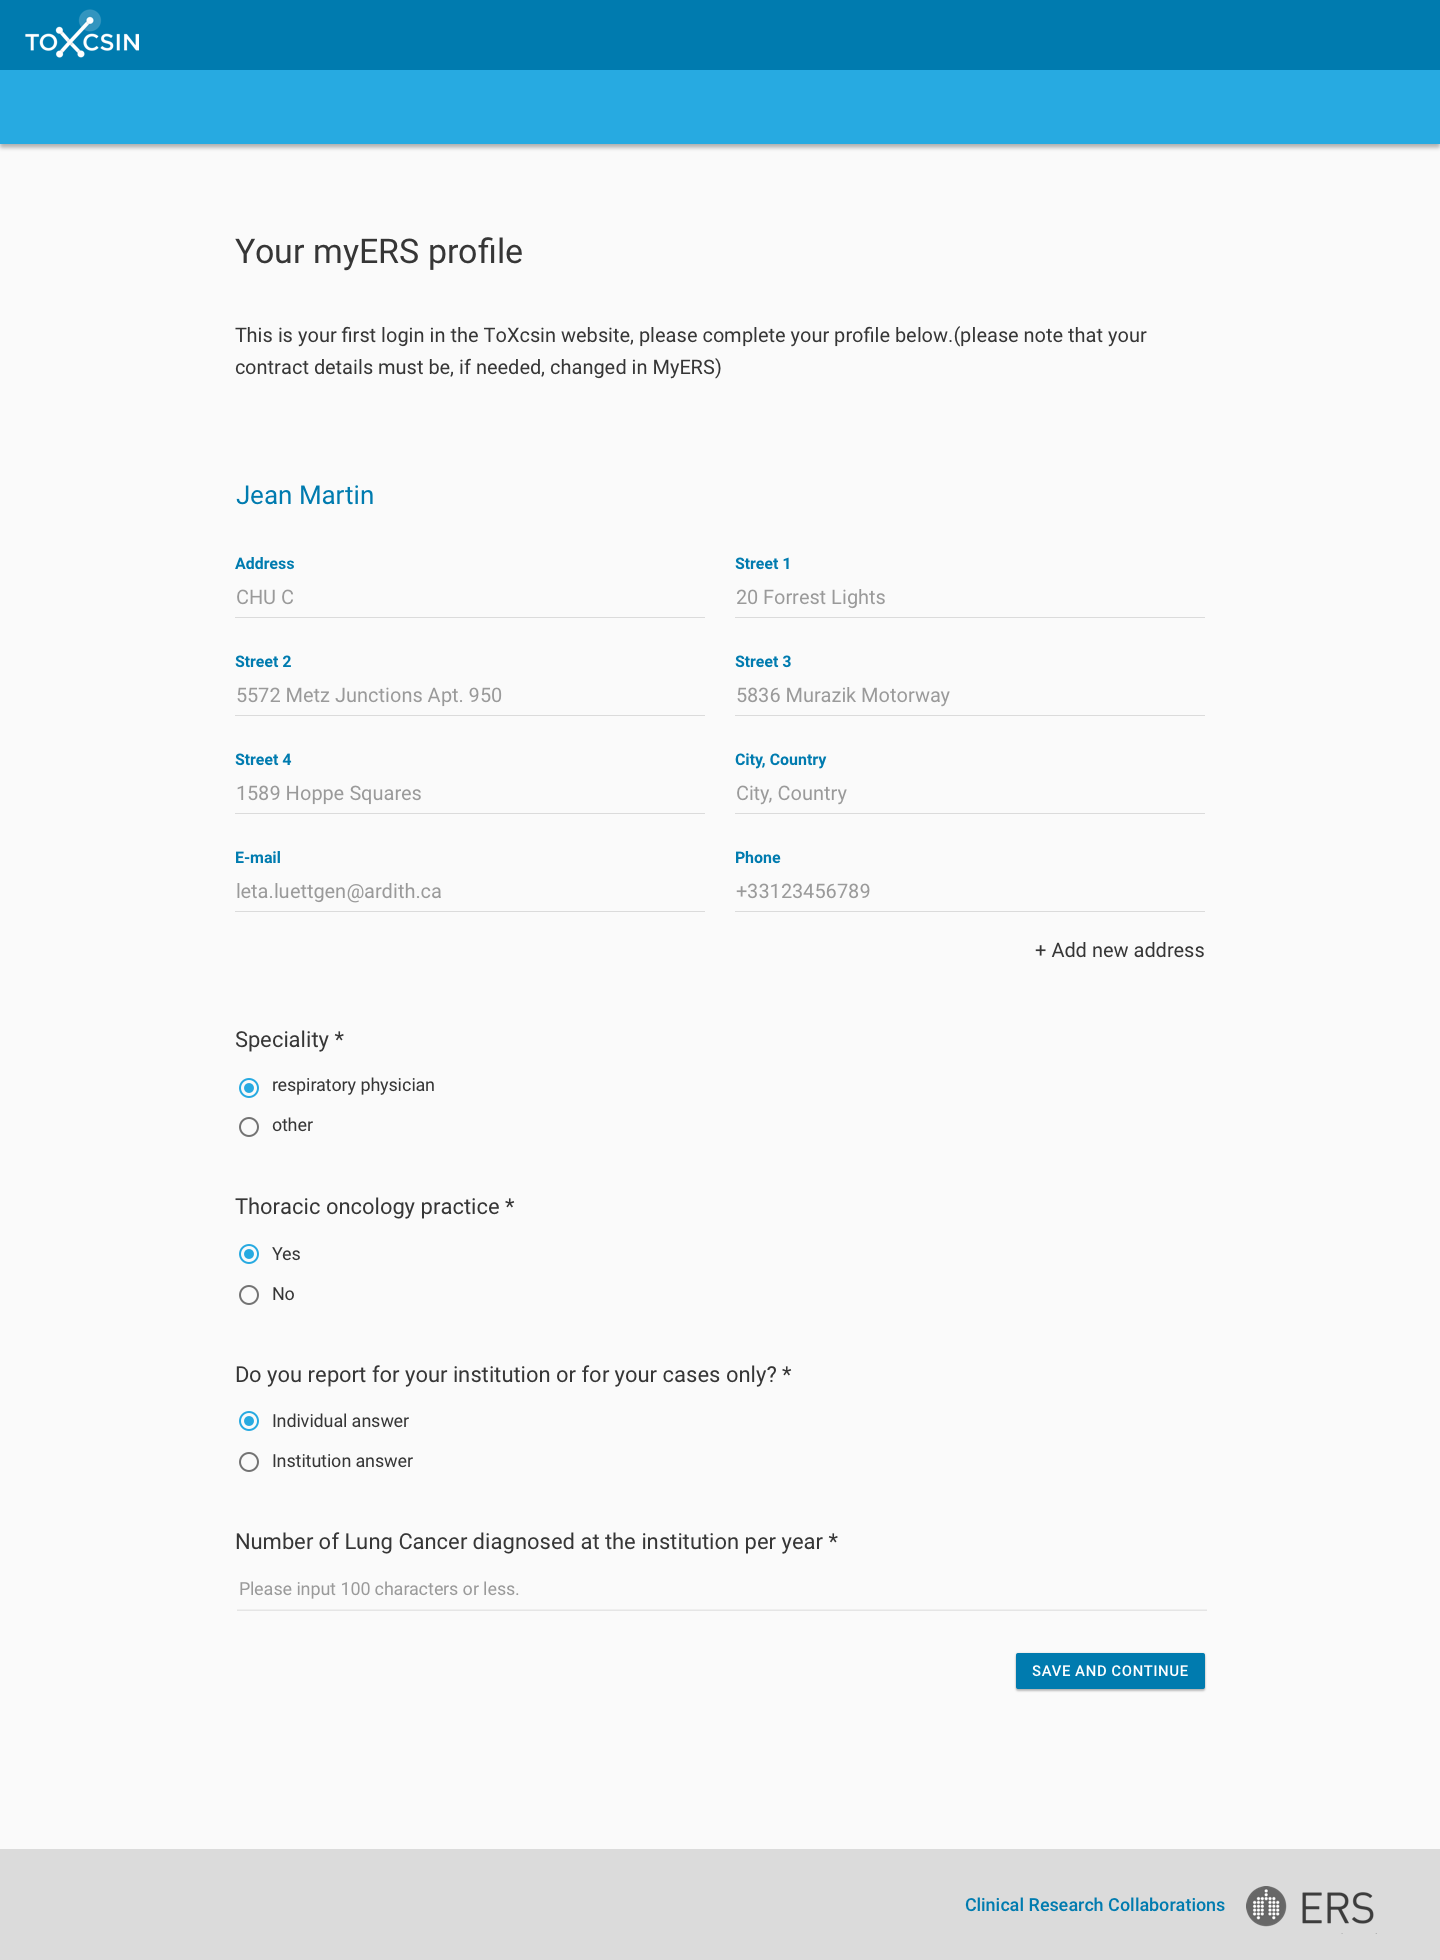 ToXCSIN
Your myERS profile
This is your first login in the ToXcsin website, please complete your profile below.(please note that your
contract details must be, if needed, changed in MyERS)
Jean Martin
Address
CHU C
Street 1
20 Forrest Lights
Street 2
5572 Metz Junctions Apt. 950
Street 3
5836 Murazik Motorway
Street 4
1589 Hoppe Squares
City, Country
City, Country
E-mail
leta.luettgen@ardith.ca
Phone
+33123456789
+ Add new address
Speciality *
respiratory physician
other
Thoracic oncology practice *
Yes
No
Do you report for your institution or for your cases only? *
Individual answer
Institution answer
Number of Lung Cancer diagnosed at the institution per year *
Please input 100 characters or less.
SAVE AND CONTINUE
Clinical Research Collaborations
ERS